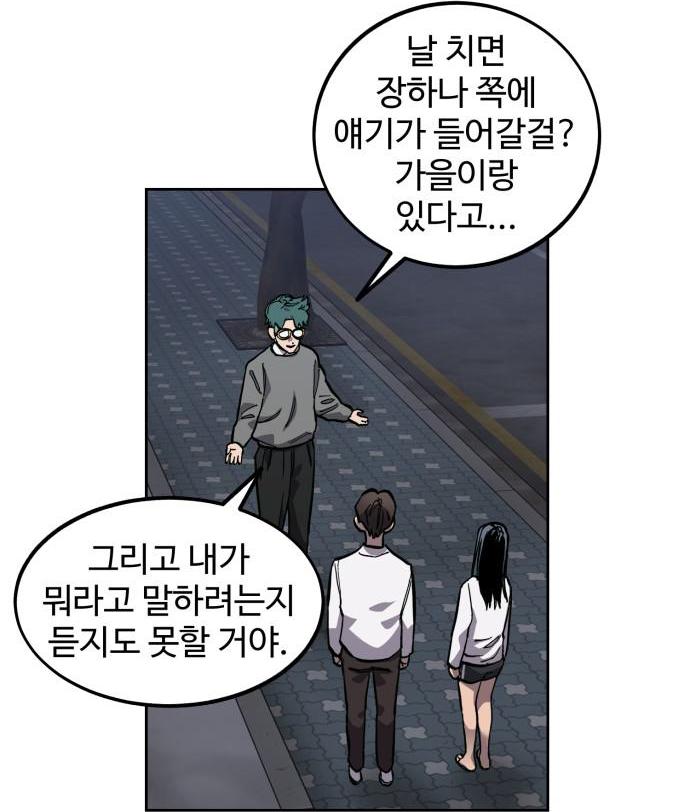 날 치면
장하나 쪽에
얘기가 들어갈걸?
가을이랑
있다고...
그리고 내가
뭐라고 말하려는지
듣지도 못할 거야.